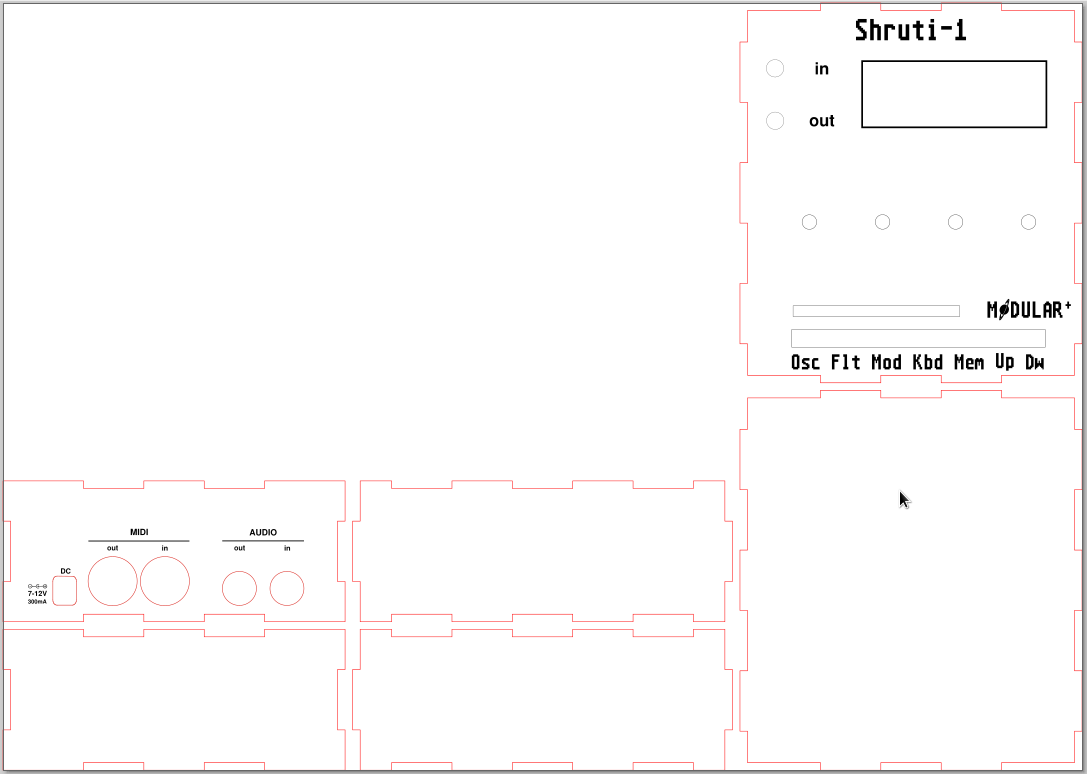 Shruti-1
in
out
MØDULAR+
Osc Flt Mod Kbd Mem Up Dw
MIDI
AUDIO
out
in
out
in
DC
7-12V
300mA